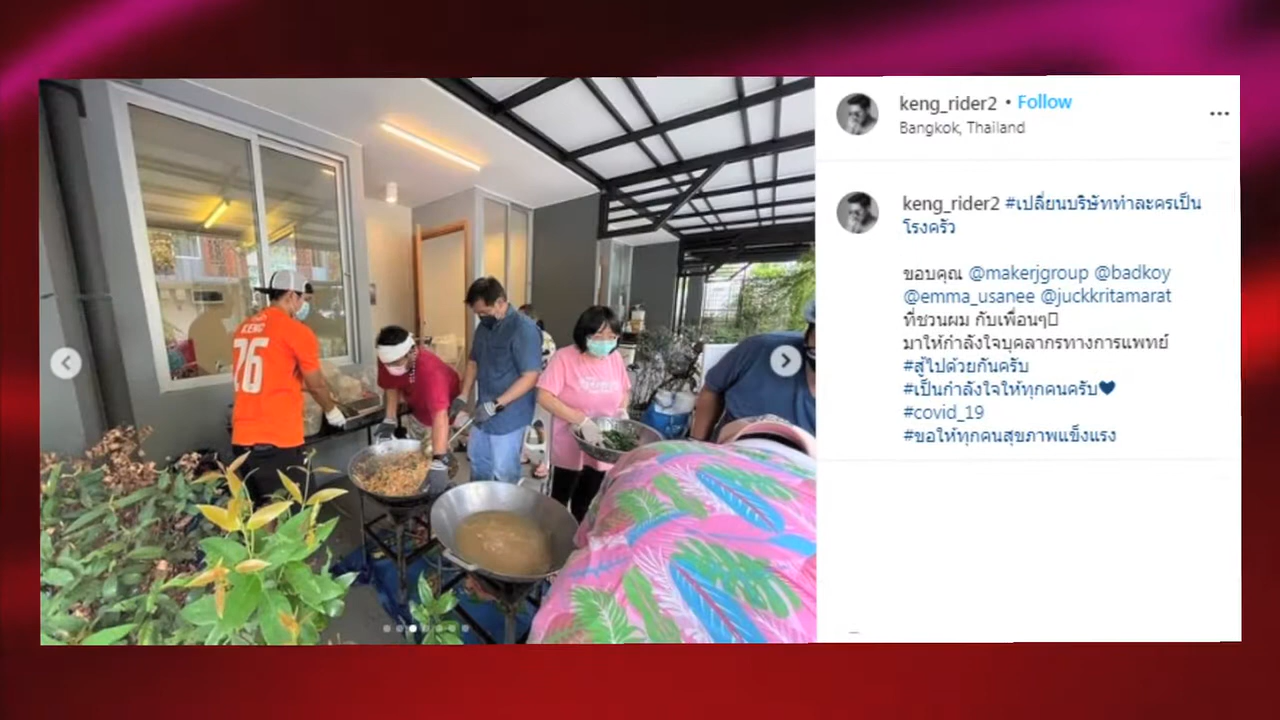 KENG
26
keng_rider2 • Follow
Bangkok, Thailand
keng_rider2 #เปลี่ยนบริษัททำละครเป็น
โรงครัว
ขอบคุณ @makerjgroup @badkoy
@emma_usanee @juckkritamarat
ที่ชวนผม กับเพื่อนๆ
มาให้กำลังใจบุคลากรทางการแพทย์
#สู้ไปด้วยกันครับ
#เป็นกำลังใจให้ทุกคนครับ🖤
#covid_19
#ขอให้ทุกคนสุขภาพแข็งแรง